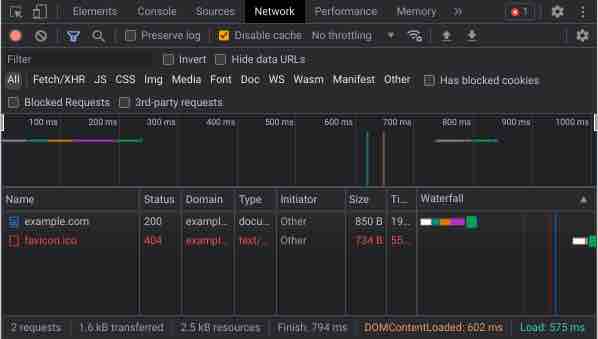 Elements Console Sources Network Performance Memory » 1
Preserve log Disable cache No throttling
Filter Invert Hide data URLs
All Fetch/XHR JS CSS Img Media Font Doc WS Wasm Manifest Other Has blocked cookies
Blocked Requests 3rd-party requests
100 ms 200 ms 300 ms 400 ms 500 ms 600 ms 700 ms 800 ms 900 ms 1000 ms
Name Status Domain Type Initiator Size Ti... Waterfall
example.com 200 exampl... docu... Other 850 B 19...
favicon.ico 404 exampl... text/... Other 734 B 55...
2 requests 1.6 kB transferred 2.5 kB resources Finish: 794 ms DOMContentLoaded: 602 ms Load: 575 ms